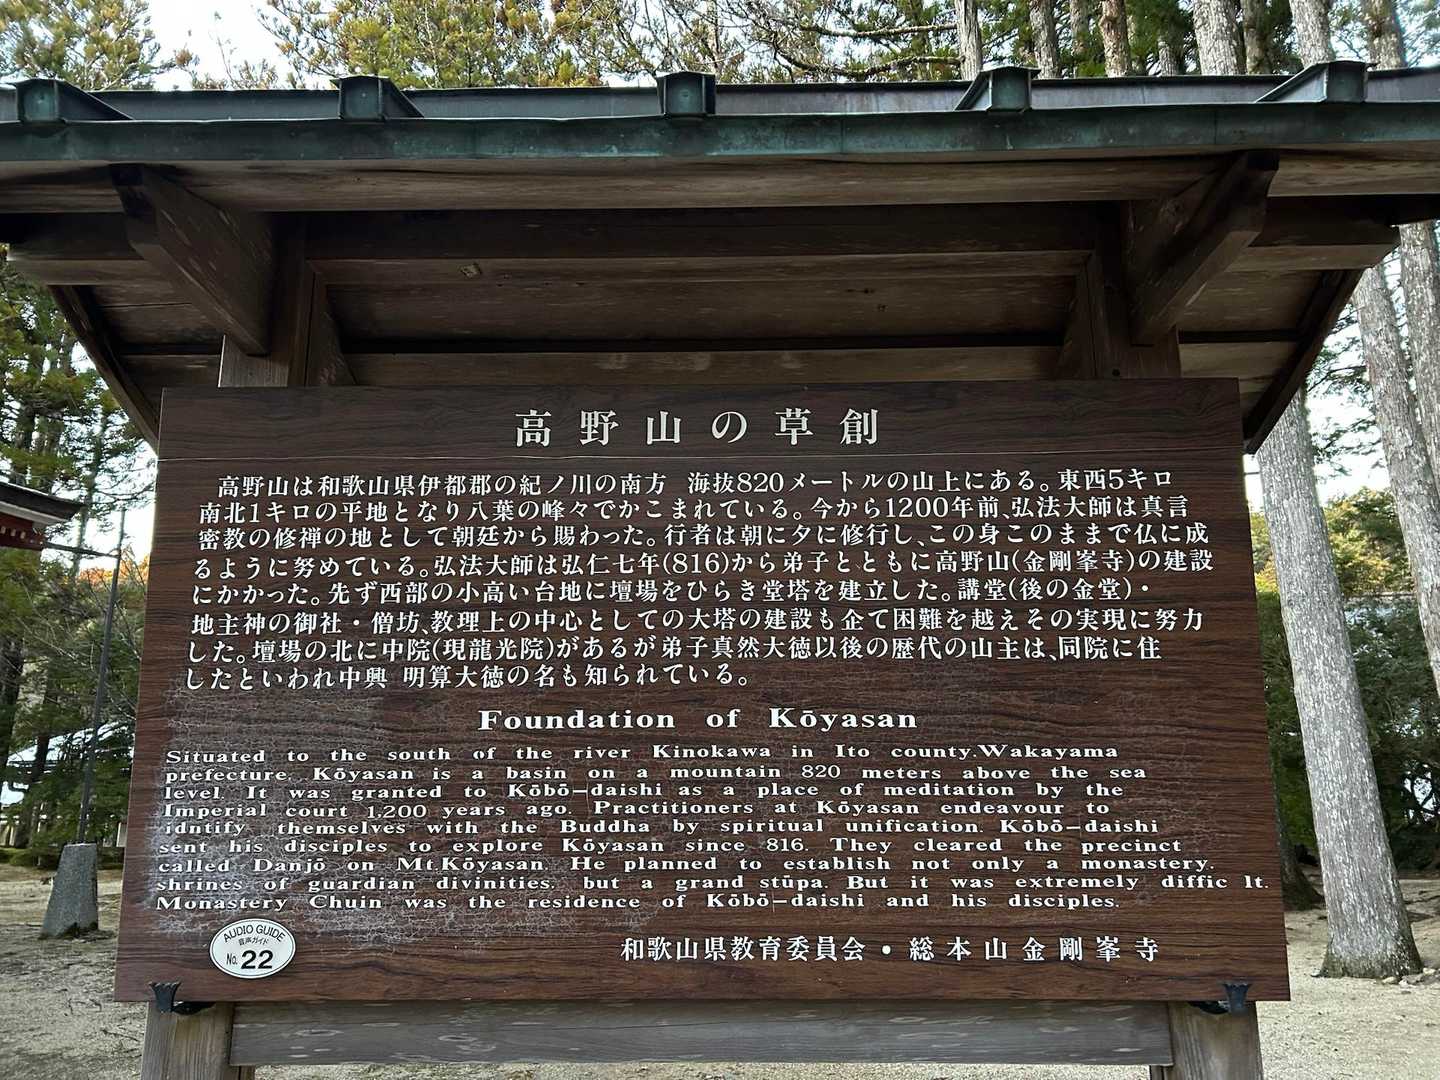 高野山の草創
高野山は和歌山県伊都郡の紀ノ川の南方 海抜820メートルの山上にある。東西5キロ
南北1キロの平地となり八葉の峰々でかこまれている。今から1200年前、弘法大師は真言
密教の修禅の地として朝廷から賜わった。行者は朝に夕に修行し、この身このままで仏に成
るように努めている。弘法大師は弘仁七年(816)から弟子とともに高野山(金剛峯寺)の建設
にかかった。先ず西部の小高い台地に壇場をひらき堂塔を建立した。講堂(後の金堂)・
地主神の御社・僧坊、教理上の中心としての大塔の建設も企て困難を越えその実現に努力
した。壇場の北に中院(現龍光院)があるが弟子真然大徳以後の歴代の山主は、同院に住
したといわれ中興 明算大徳の名も知られている。
Foundation of Kōyasan
Situated to the south of the river Kinokawa in Ito county.Wakayama
prefecture. Kōyasan is a basin on a mountain 820 meters above the sea
level. It was granted to Kōbō-daishi as a place of meditation by the
Imperial court 1,200 years ago. Practitioners at Kōyasan endeavour to
idntify themselves with the Buddha by spiritual unification. Kōbō-daishi
sent his disciples to explore Kōyasan since 816. They cleared the precinct
called Danjō on Mt.Kōyasan. He planned to establish not only a monastery.
shrines of guardian divinities. but a grand stūpa. But it was extremely diffic lt.
Monastery Chuin was the residence of Kōbō-daishi and his disciples.
和歌山県教育委員会・総本山金剛峯寺
AUDIO GUIDE
音声ガイド
No. 22